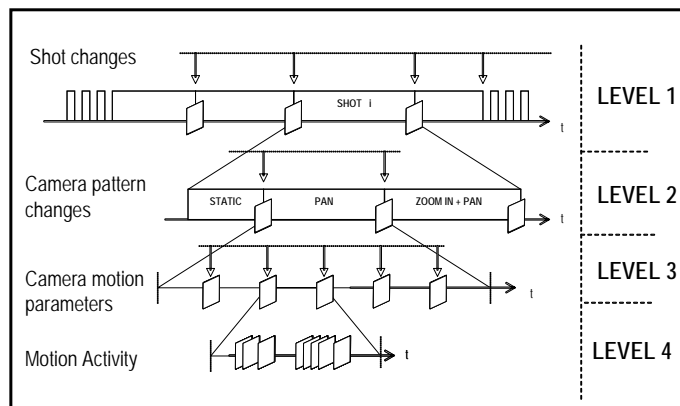 Shot changes
SHOT i
t
LEVEL 1
Camera pattern
changes
STATIC
PAN
ZOOM IN + PAN
t
LEVEL 2
Camera motion
parameters
t
LEVEL 3
Motion Activity
t
LEVEL 4